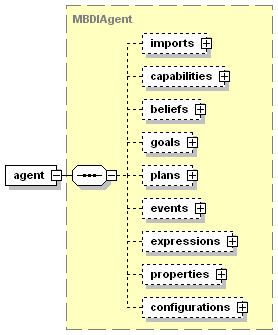 MBDIAgent
imports
capabilities
beliefs
goals
agent
plans
events
expressions
properties
configurations